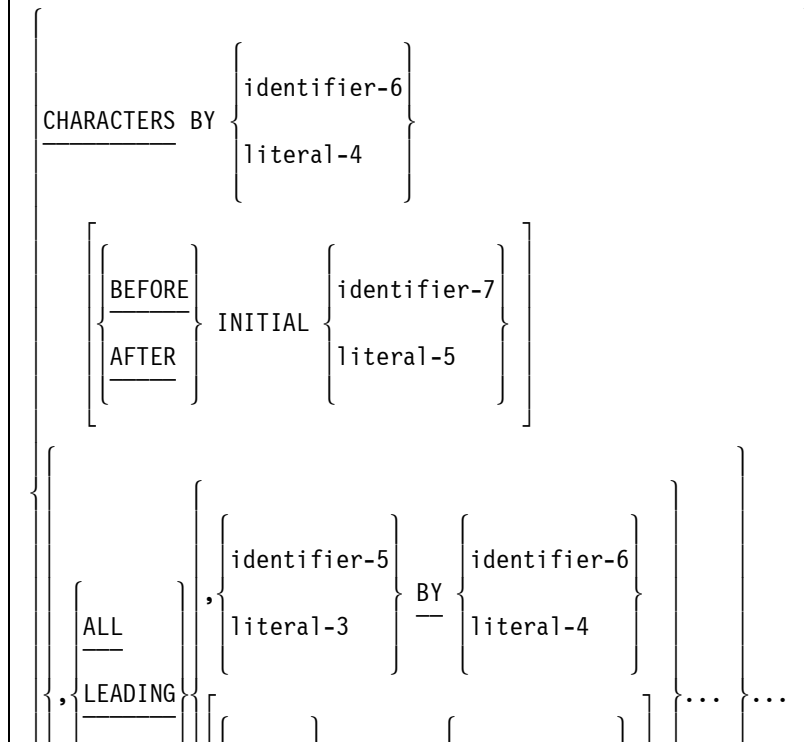 identifier-6
CHARACTERS BY
literal-4
BEFORE identifier-7
INITIAL
AFTER literal-5
identifier-5 identifier-6
, BY
ALL literal-3 literal-4
, LEADING ... ...